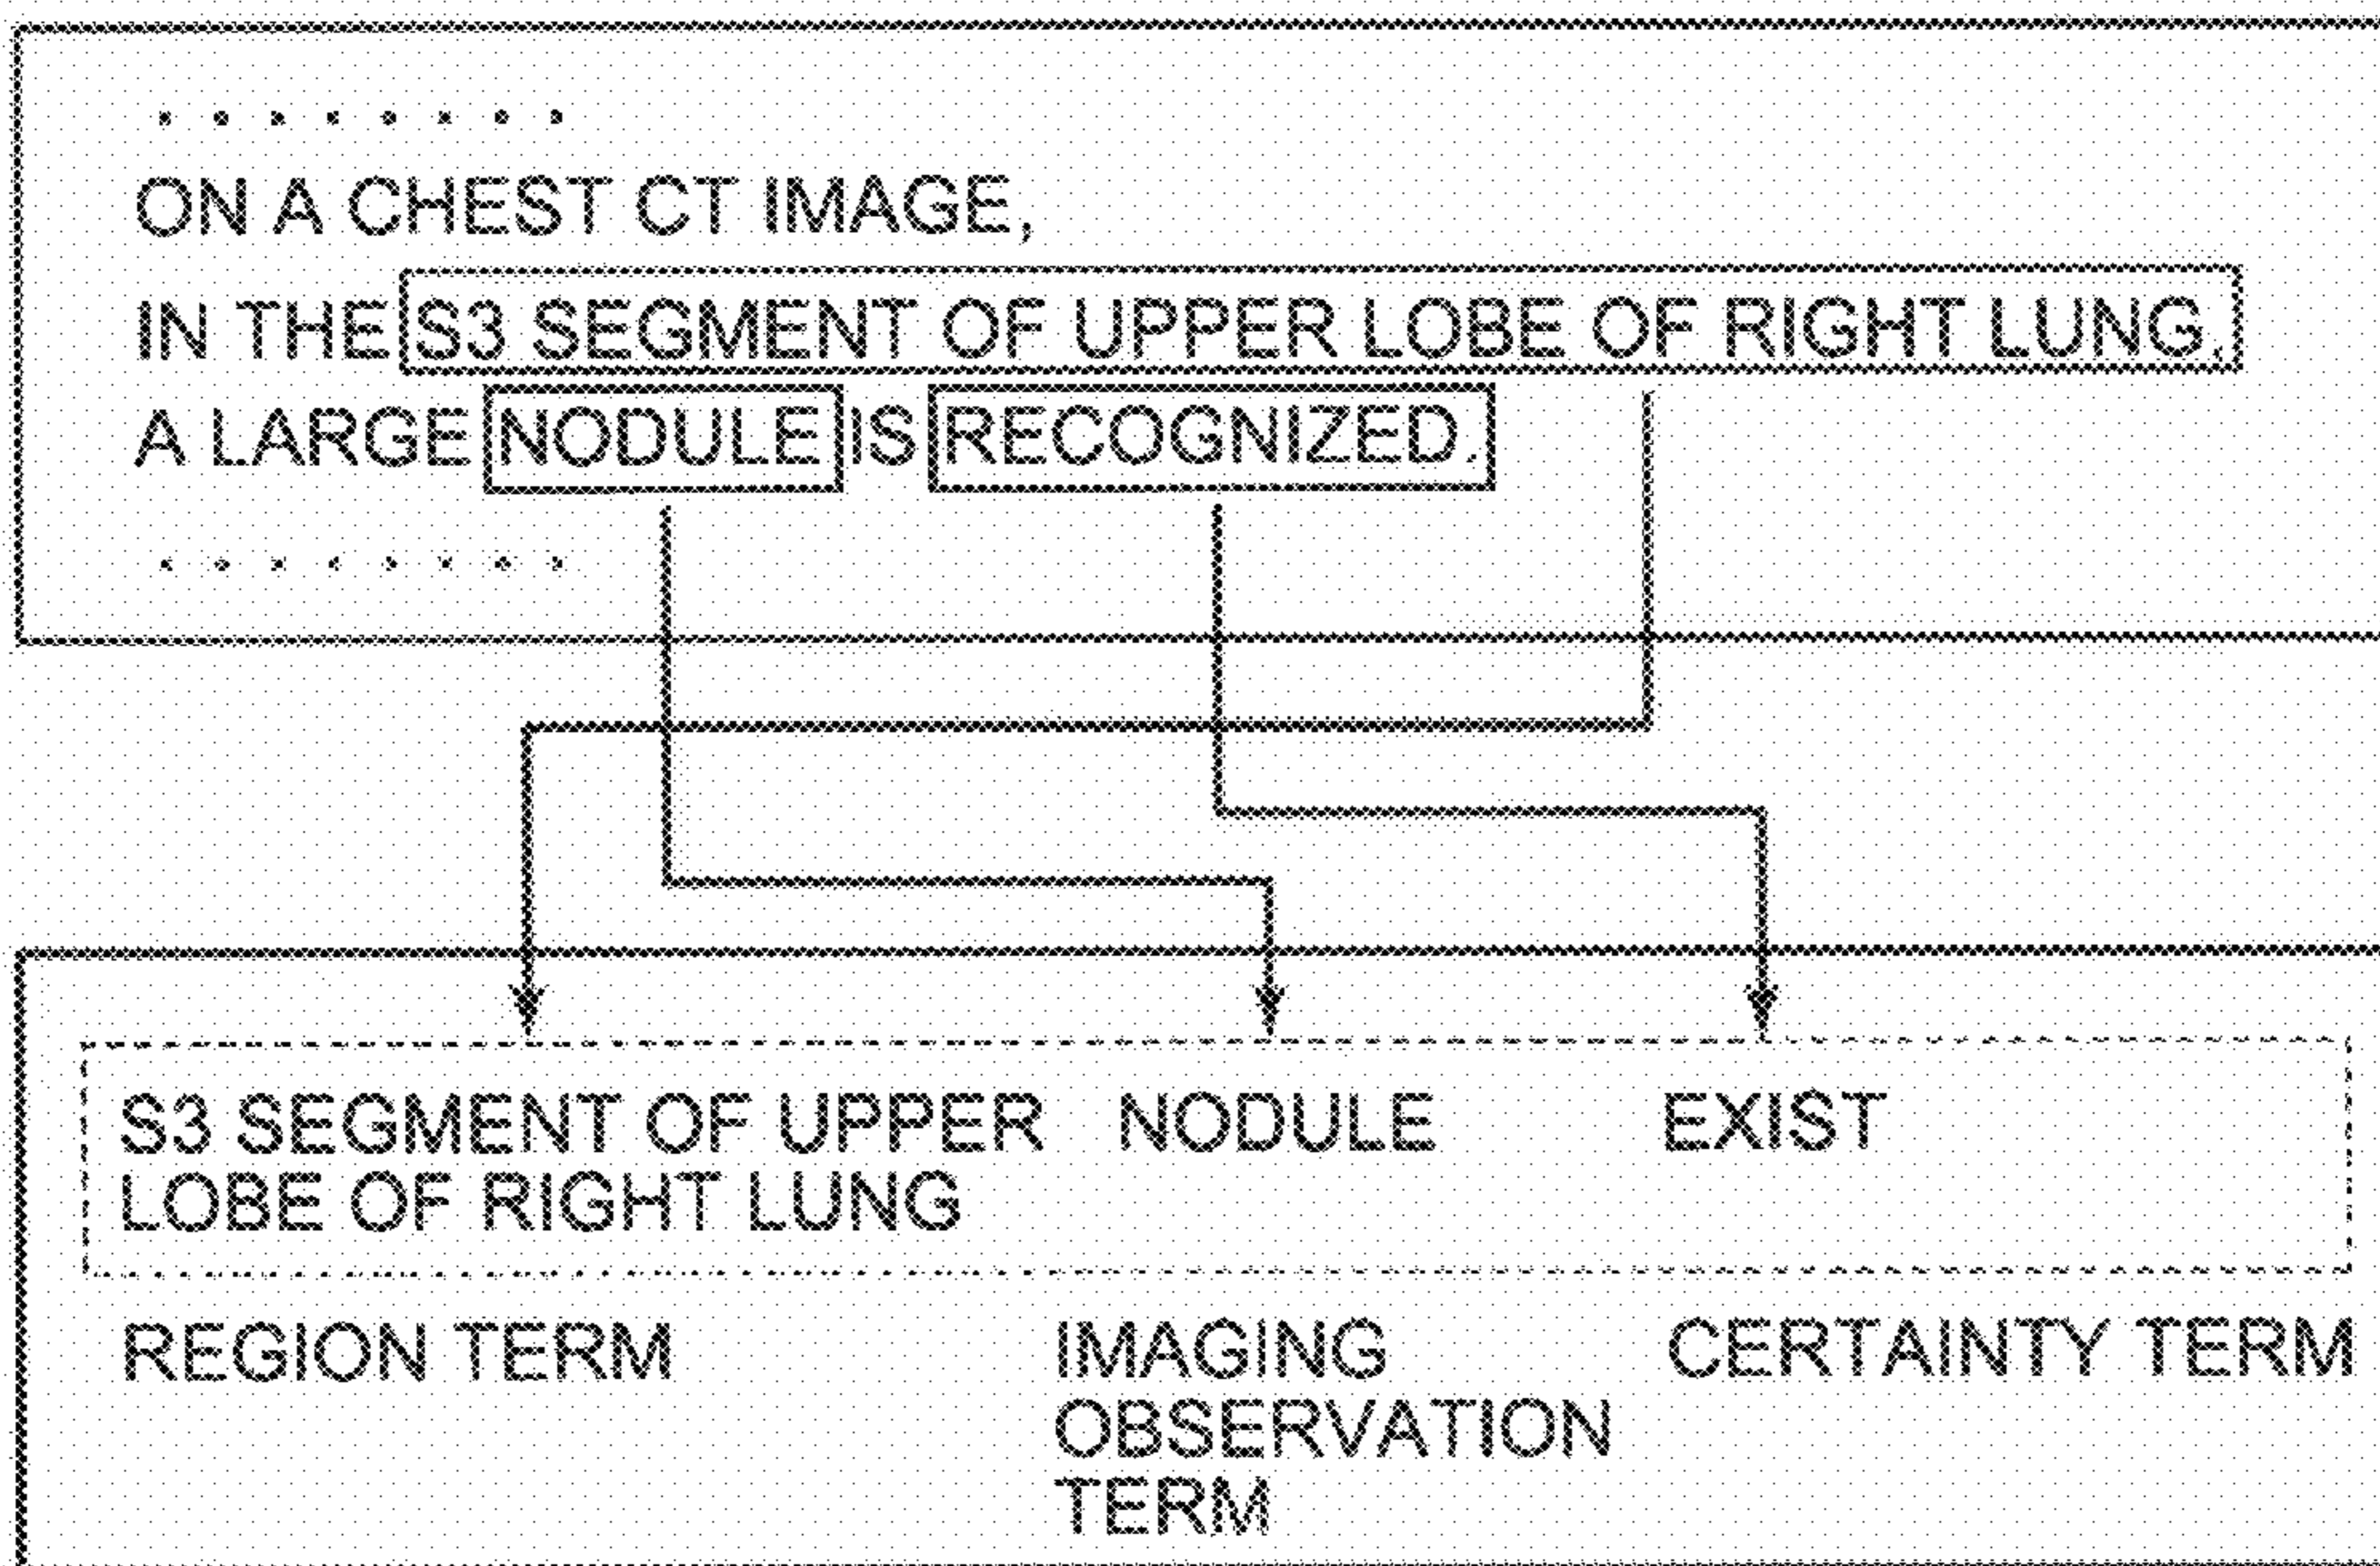 ON A CHEST CT IMAGE,
IN THE S3 SEGMENT OF UPPER LOBE OF RIGHT LUNG,
A LARGE NODULE IS RECOGNIZED.
S3 SEGMENT OF UPPER NODULE EXIST
LOBE OF RIGHT LUNG
REGION TERM IMAGING CERTAINTY TERM
OBSERVATION
TERM